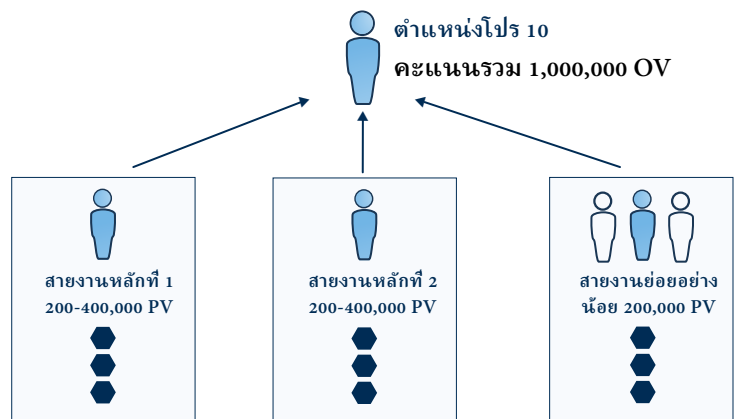 ตำแหน่งโปร 10
คะแนนรวม 1,000,000 OV
สายงานหลักที่ 1
200-400,000 PV
สายงานหลักที่ 2
200-400,000 PV
สายงานย่อยอย่าง
น้อย 200,000 PV